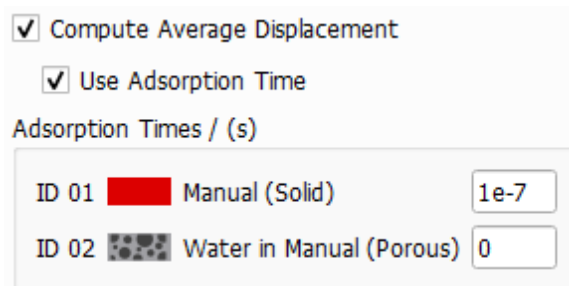 Compute Average Displacement
Use Adsorption Time
Adsorption Times / (s)
ID 01 Manual (Solid) 1e-7
ID 02 Water in Manual (Porous) 0